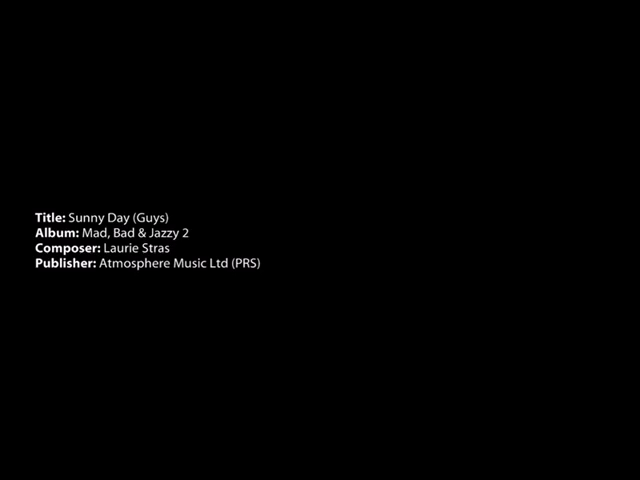 Title: Sunny Day (Guys)
Album: Mad, Bad & Jazzy 2
Composer: Laurie Stras
Publisher: Atmosphere Music Ltd (PRS)